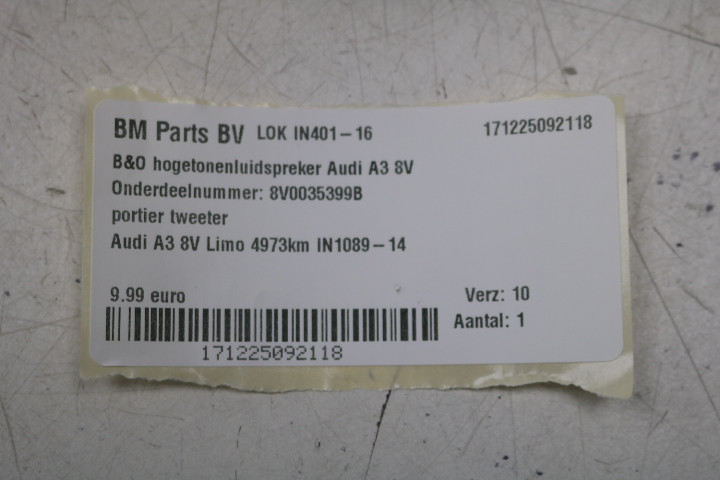 BM Parts BV LOK IN401-16 171225092118
B&O hogetonenluidspreker Audi A3 8V
Onderdeelnummer: 8V0035399B
portier tweeter
Audi A3 8V Limo 4973km IN1089-14
9.99 euro Verz: 10
Aantal: 1
171225092118